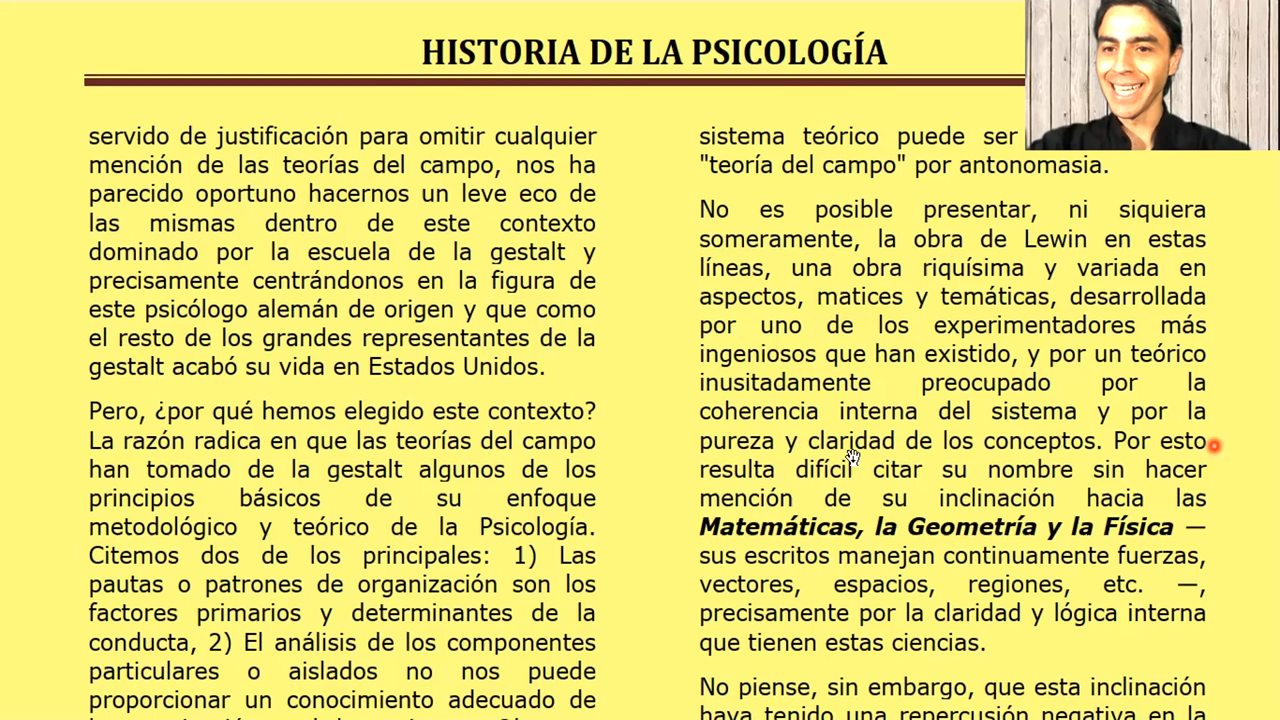 HISTORIA DE LA PSICOLOGÍA
servido de justificación para omitir cualquier
mención de las teorías del campo, nos ha
parecido oportuno hacernos un leve eco de
las mismas dentro de este contexto
dominado por la escuela de la gestalt y
precisamente centrándonos en la figura de
este psicólogo alemán de origen y que como
el resto de los grandes representantes de la
gestalt acabó su vida en Estados Unidos.
Pero, ¿por qué hemos elegido este contexto?
La razón radica en que las teorías del campo
han tomado de la gestalt algunos de los
principios básicos de su enfoque
metodológico y teórico de la Psicología.
Citemos dos de los principales: 1) Las
pautas o patrones de organización son los
factores primarios y determinantes de la
conducta, 2) El análisis de los componentes
particulares o aislados no nos puede
proporcionar un conocimiento adecuado de
sistema teórico puede ser
"teoría del campo" por antonomasia.
No es posible presentar, ni siquiera
someramente, la obra de Lewin en estas
líneas, una obra riquísima y variada en
aspectos, matices y temáticas, desarrollada
por uno de los experimentadores más
ingeniosos que han existido, y por un teórico
inusitadamente preocupado por la
coherencia interna del sistema y por la
pureza y claridad de los conceptos. Por esto
resulta difícil citar su nombre sin hacer
mención de su inclinación hacia las
Matemáticas, la Geometría y la Física —
sus escritos manejan continuamente fuerzas,
vectores, espacios, regiones, etc. —,
precisamente por la claridad y lógica interna
que tienen estas ciencias.
No piense, sin embargo, que esta inclinación
haya tenido una repercusión negativa en la